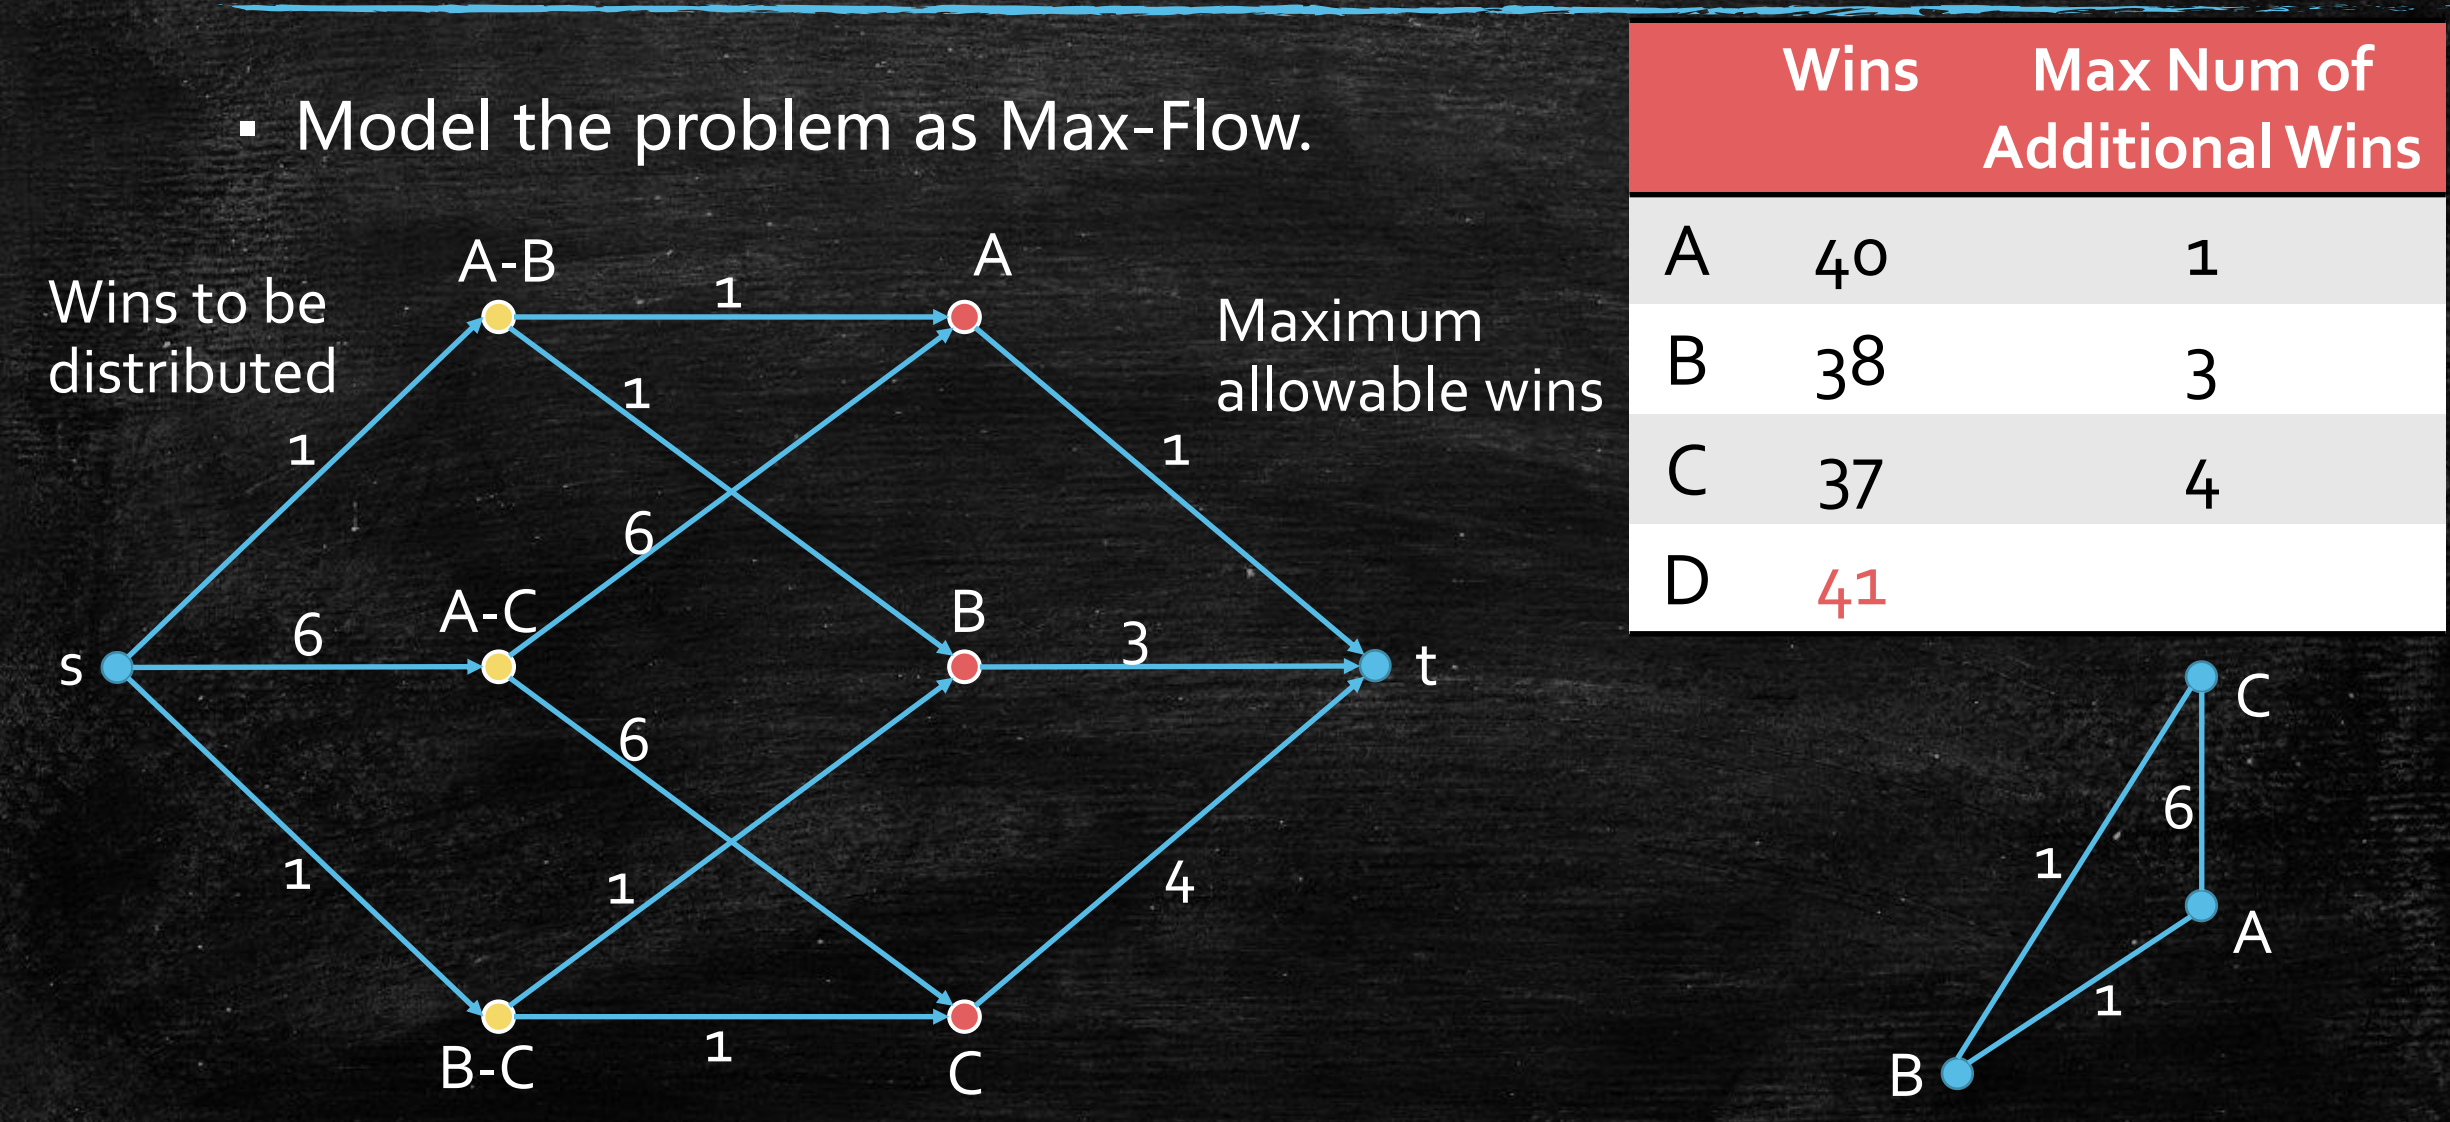 ▪ Model the problem as Max-Flow.
Wins to be
distributed
A-B
A
1
Maximum
allowable wins
1
1
1
6
A-C
B
6
3
s
t
6
1
1
4
B-C
1
C
Wins Max Num of
Additional Wins
A 40 1
B 38 3
C 37 4
D 41
C
6
1
A
1
B